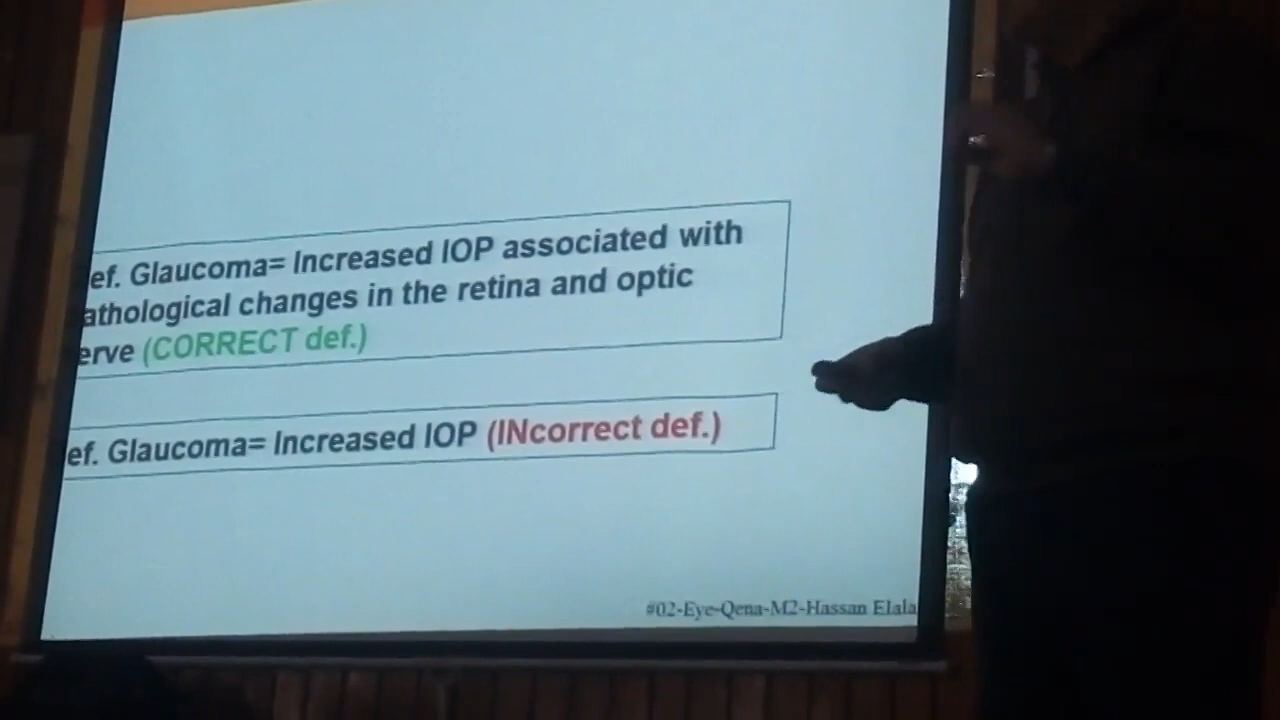 ef. Glaucoma= Increased IOP associated with
athological changes in the retina and optic
erve (CORRECT def.)
ef. Glaucoma= Increased IOP (INcorrect def.)
#02-Eye-Qena-M2-Hassan Elala